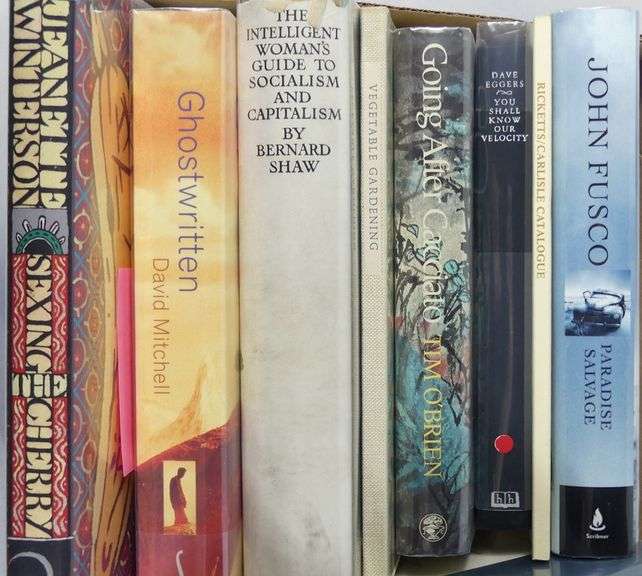 JEANETTE
WINTERSON
SEXING
THE
CHERRY
Ghostwritten
David Mitchell
THE
INTELLIGENT
WOMAN'S
GUIDE TO
SOCIALISM
AND
CAPITALISM
BY
BERNARD
SHAW
VEGETABLE GARDENING
Going After Cacciato TIM O'BRIEN
DAVE
EGGERS
YOU
SHALL
KNOW
OUR
VELOCITY
h h
RICKETTS/CARLISLE CATALOGUE
JOHN FUSCO
PARADISE
SALVAGE
Scribner